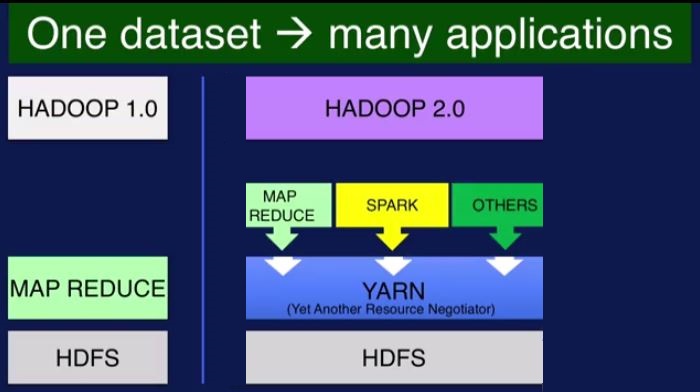 One dataset → many applications
HADOOP 1.0
HADOOP 2.0
MAP
REDUCE
SPARK
OTHERS
MAP REDUCE
YARN
(Yet Another Resource Negotiator)
HDFS
HDFS